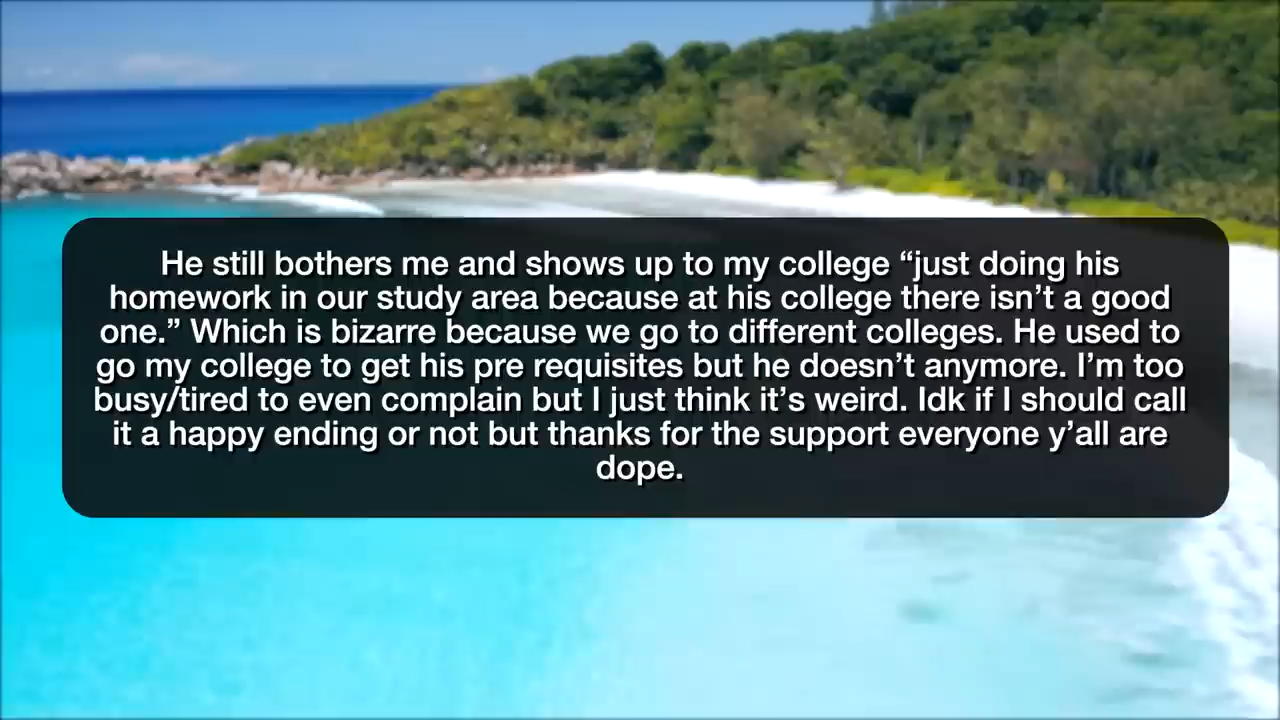 He still bothers me and shows up to my college “just doing his
homework in our study area because at his college there isn’t a good
one.” Which is bizarre because we go to different colleges. He used to
go my college to get his pre requisites but he doesn’t anymore. I’m too
busy/tired to even complain but I just think it’s weird. Idk if I should call
it a happy ending or not but thanks for the support everyone y’all are
dope.